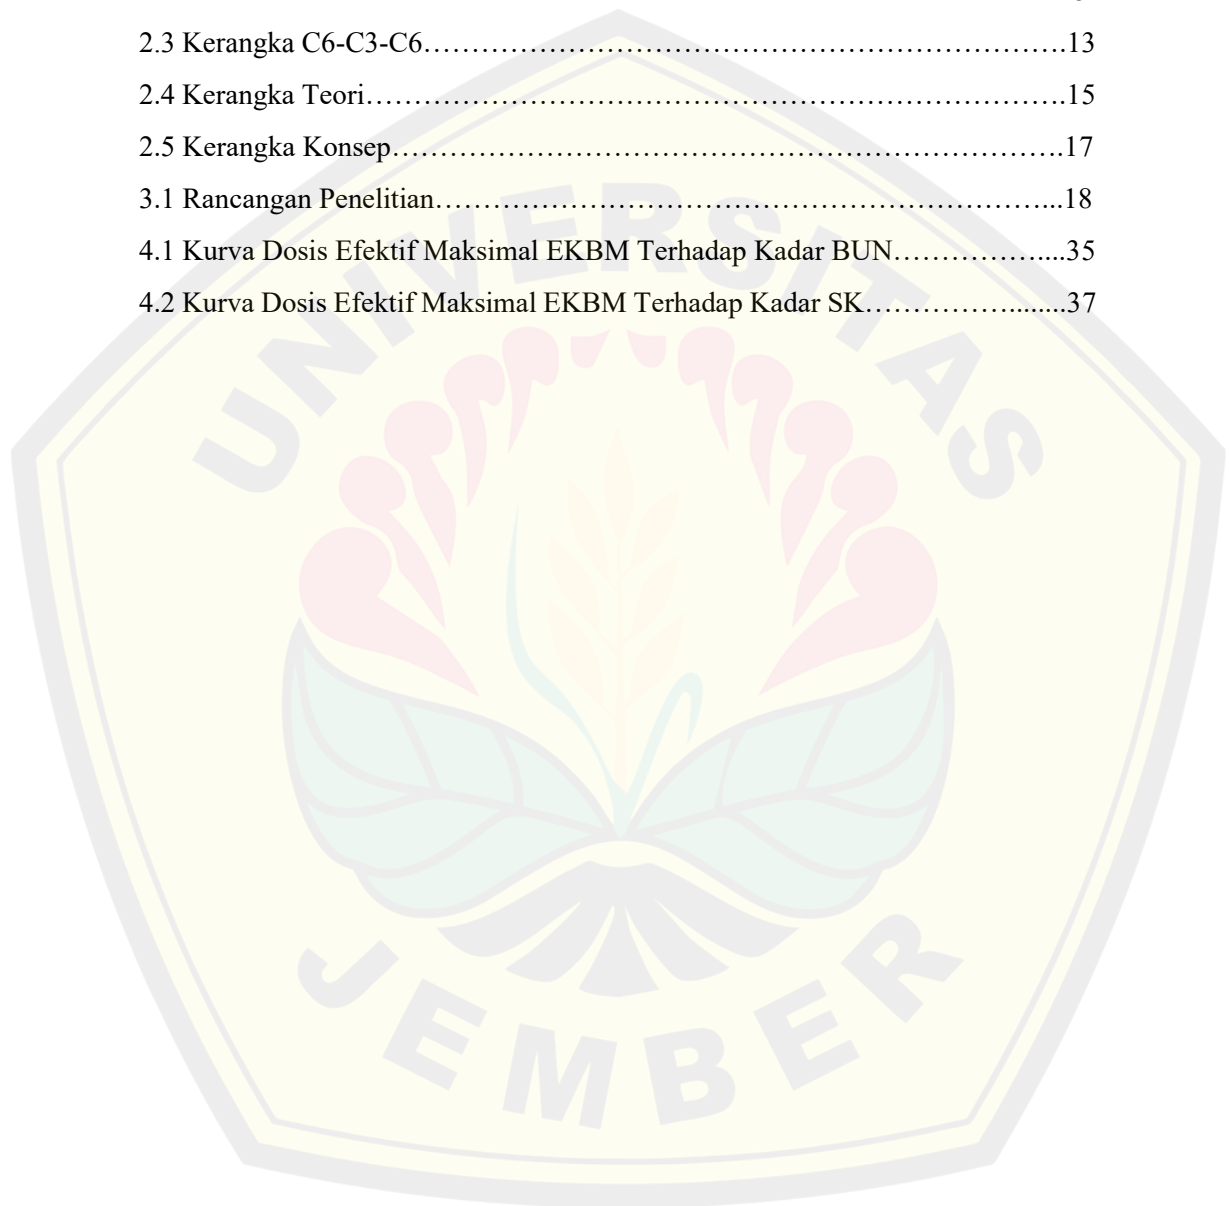 2.3 Kerangka C6-C3-C6………………………………………………………….13
2.4 Kerangka Teori……………………………………………………………….15
2.5 Kerangka Konsep…………………………………………………………….17
3.1 Rancangan Penelitian………………………………………………………...18
4.1 Kurva Dosis Efektif Maksimal EKBM Terhadap Kadar BUN……………....35
4.2 Kurva Dosis Efektif Maksimal EKBM Terhadap Kadar SK……………........37
UNIVERSITAS
JEMBER